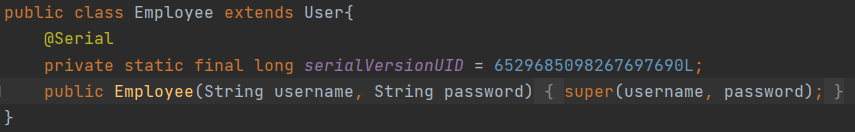 public class Employee extends User{
@Serial
private static final long serialVersionUID = 6529685098267697690L;
public Employee(String username, String password) { super(username, password); }
}